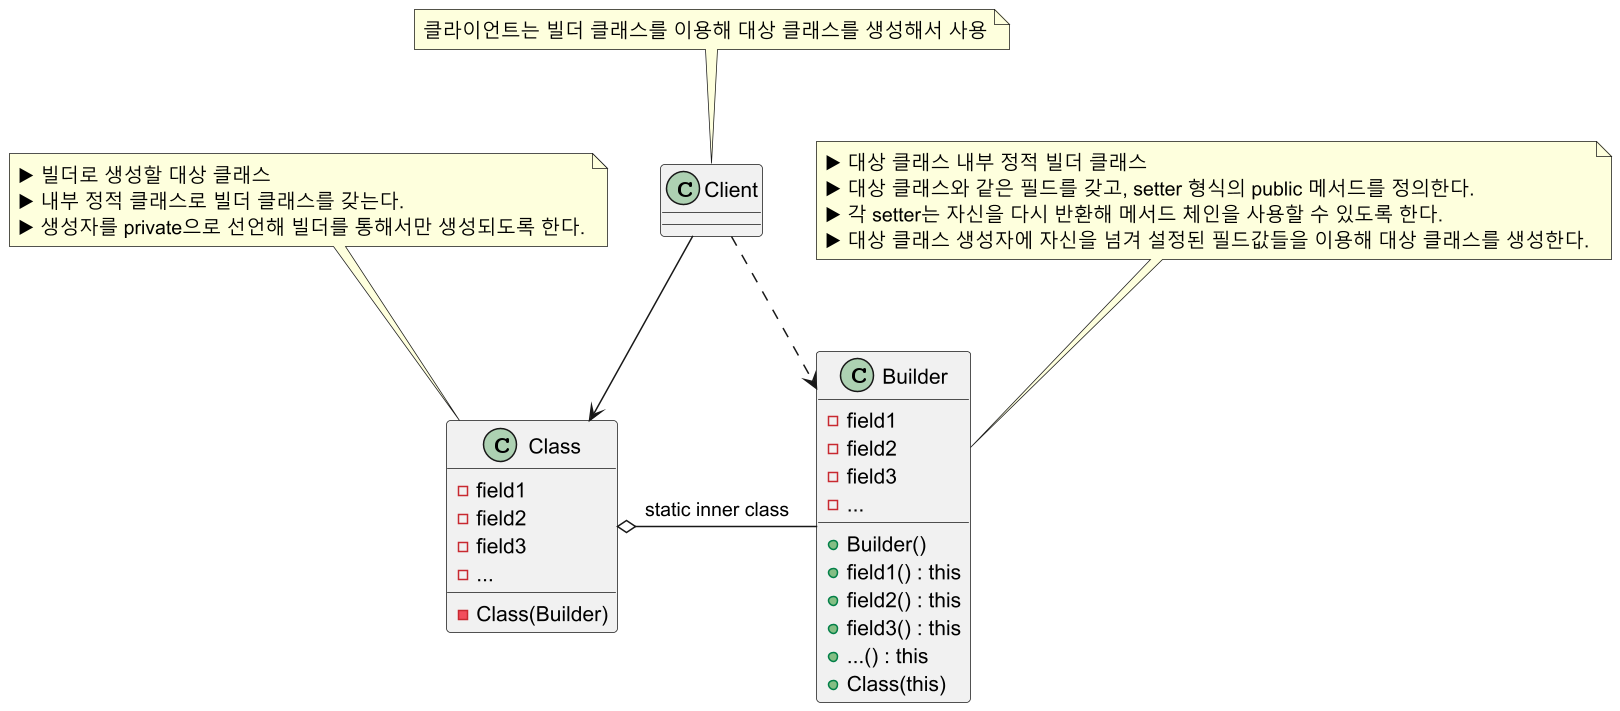 클라이언트는 빌더 클래스를 이용해 대상 클래스를 생성해서 사용
▶ 빌더로 생성할 대상 클래스
▶ 내부 정적 클래스로 빌더 클래스를 갖는다.
▶ 생성자를 private으로 선언해 빌더를 통해서만 생성되도록 한다.
C Client
▶ 대상 클래스 내부 정적 빌더 클래스
▶ 대상 클래스와 같은 필드를 갖고, setter 형식의 public 메서드를 정의한다.
▶ 각 setter는 자신을 다시 반환해 메서드 체인을 사용할 수 있도록 한다.
▶ 대상 클래스 생성자에 자신을 넘겨 설정된 필드값들을 이용해 대상 클래스를 생성한다.
C Class
field1
field2
field3
...
Class(Builder)
static inner class
C Builder
field1
field2
field3
...
Builder()
field1() : this
field2() : this
field3() : this
...() : this
Class(this)